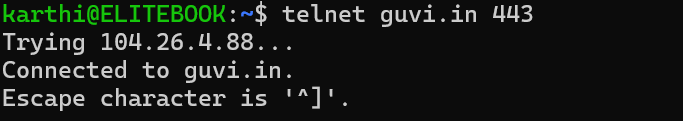 karthi@ELITEBOOK:~$ telnet guvi.in 443
Trying 104.26.4.88...
Connected to guvi.in.
Escape character is '^]'.